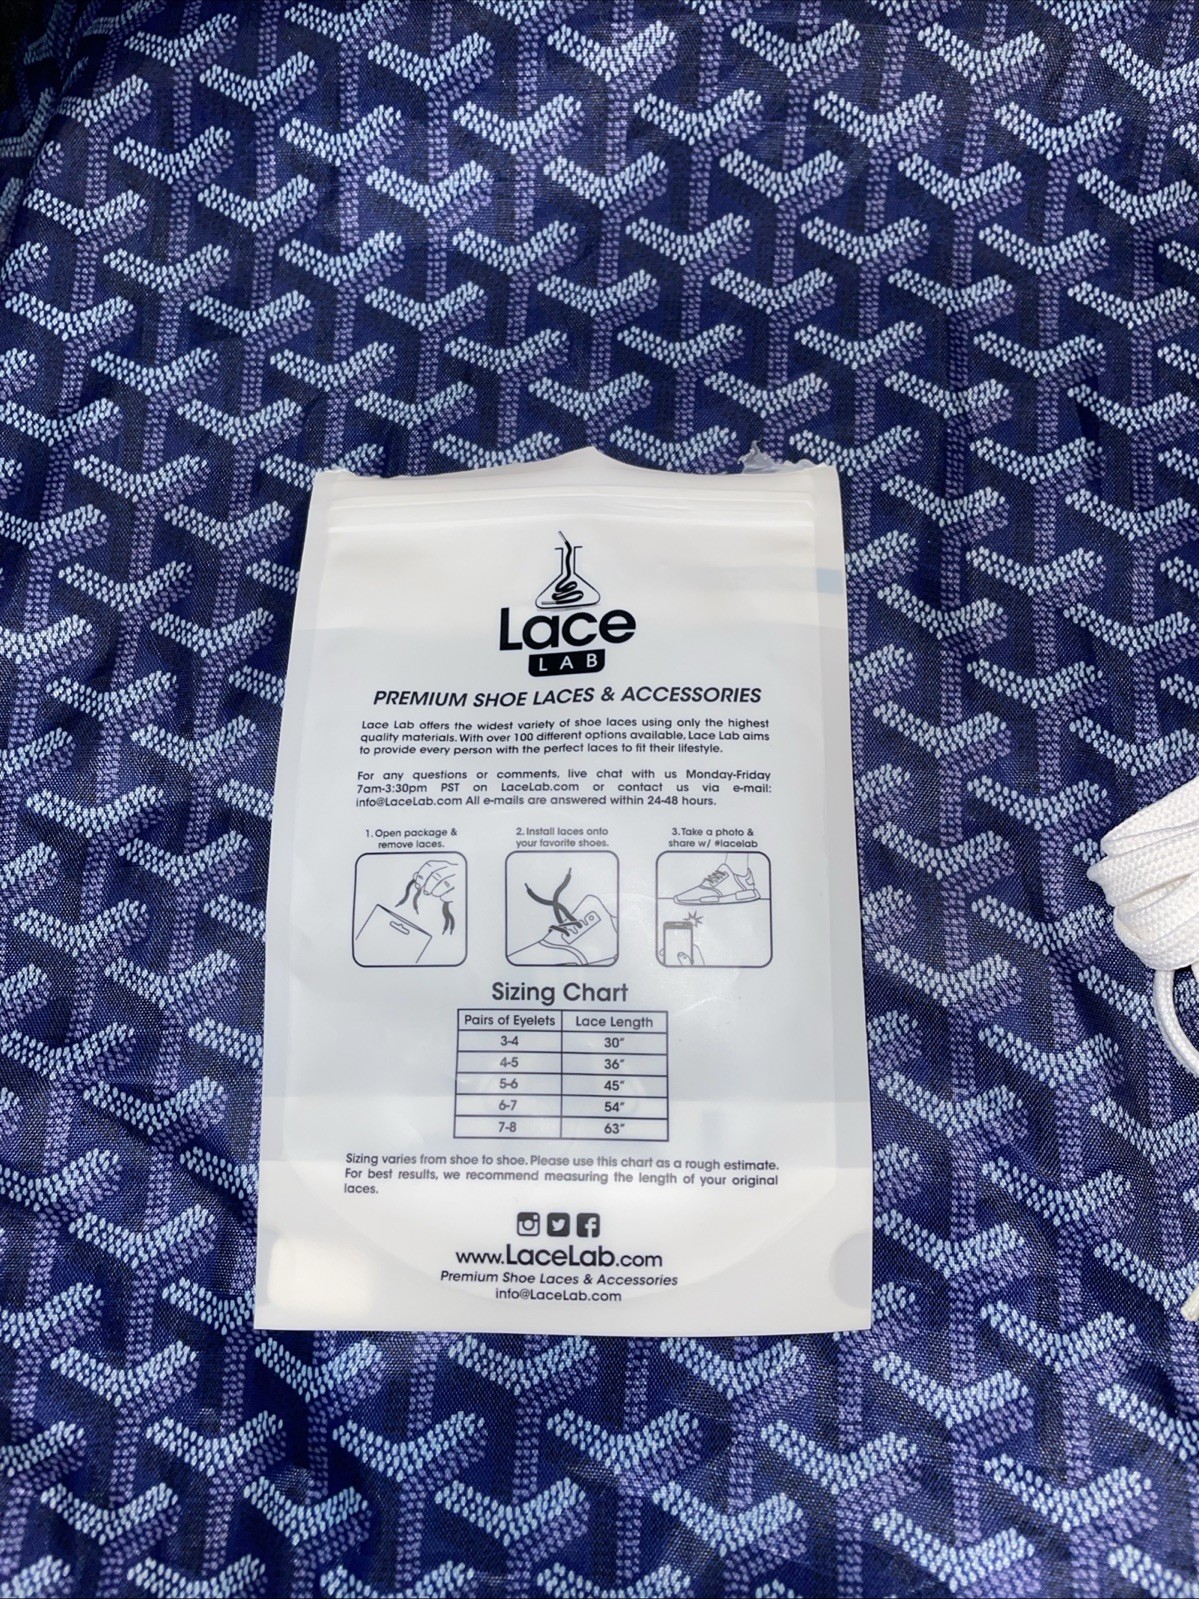 Lace
LAB
PREMIUM SHOE LACES & ACCESSORIES
Lace Lab offers the widest variety of shoe laces using only the highest
quality materials. With over 100 different options available, Lace Lab aims
to provide every person with the perfect laces to fit their lifestyle.
For any questions or comments, live chat with us Monday-Friday
7am-3:30pm PST on LaceLab.com or contact us via e-mail:
info@LaceLab.com All e-mails are answered within 24-48 hours.
1. Open package &
remove laces.
2. Install laces onto
your favorite shoes.
3. Take a photo &
share w/ #lacelab
Sizing Chart
Pairs of Eyelets Lace Length
3-4 30"
4-5 36"
5-6 45"
6-7 54"
7-8 63"
Sizing varies from shoe to shoe. Please use this chart as a rough estimate.
For best results, we recommend measuring the length of your original
laces.
www.LaceLab.com
Premium Shoe Laces & Accessories
info@LaceLab.com